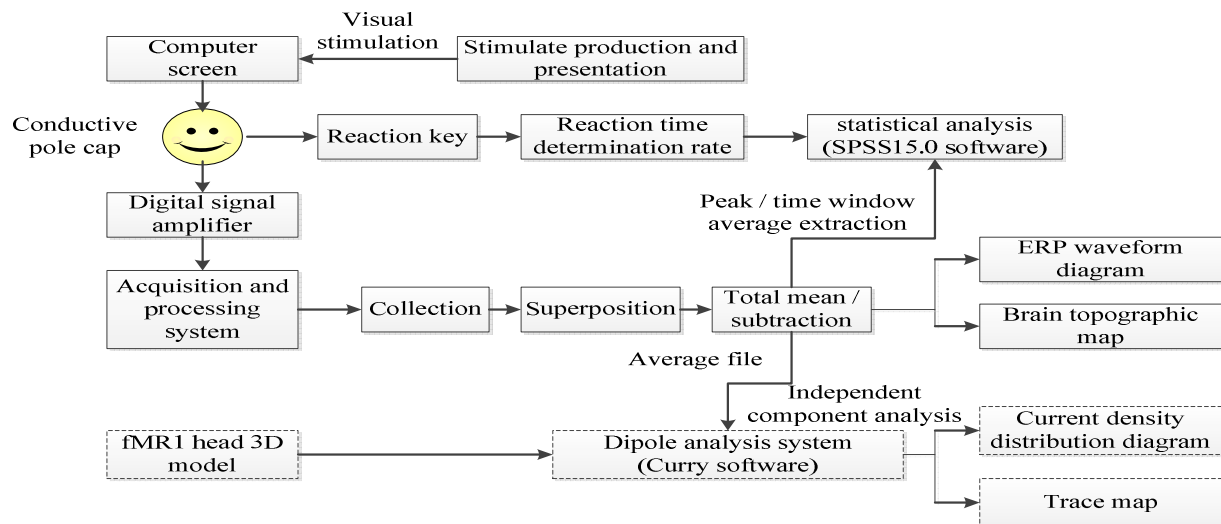 Visual
stimulation
Computer
screen
Stimulate production and
presentation
Conductive
pole cap
Reaction key
Reaction time
determination rate
statistical analysis
(SPSS15.0 software)
Digital signal
amplifier
Peak / time window
average extraction
Acquisition and
processing
system
Collection
Superposition
Total mean /
subtraction
ERP waveform
diagram
Brain topographic
map
Average file
Independent
component analysis
fMR1 head 3D
model
Dipole analysis system
(Curry software)
Current density
distribution diagram
Trace map